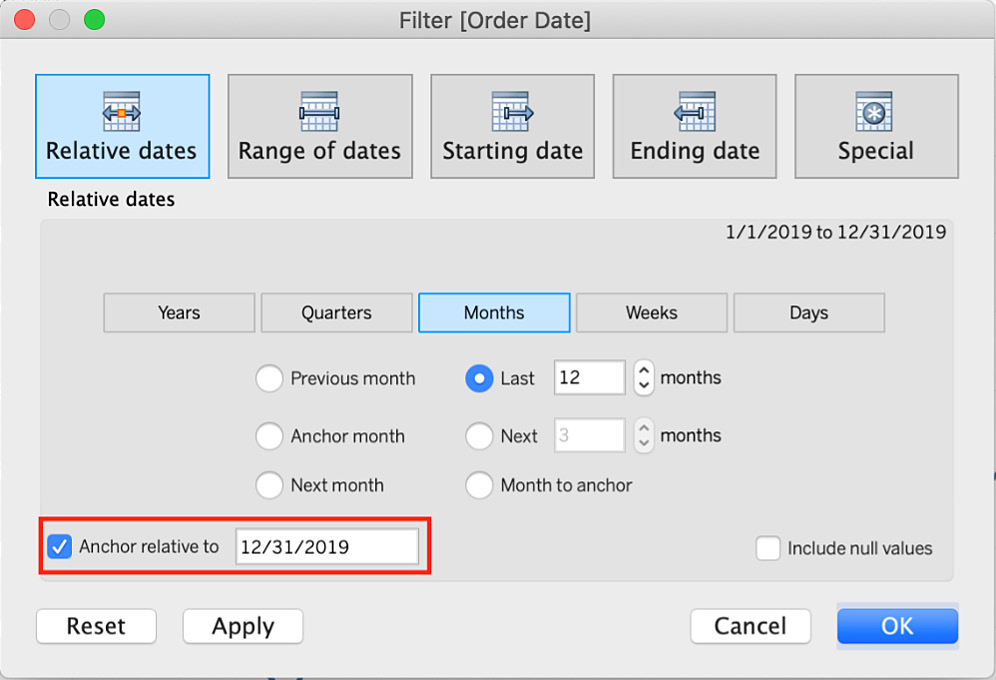 Filter [Order Date]
Relative dates
Range of dates
Starting date
Ending date
Special
Relative dates
1/1/2019 to 12/31/2019
Years
Quarters
Months
Weeks
Days
Previous month
Last 12 months
Anchor month
Next 3 months
Next month
Month to anchor
Anchor relative to 12/31/2019
Include null values
Reset
Apply
Cancel
OK